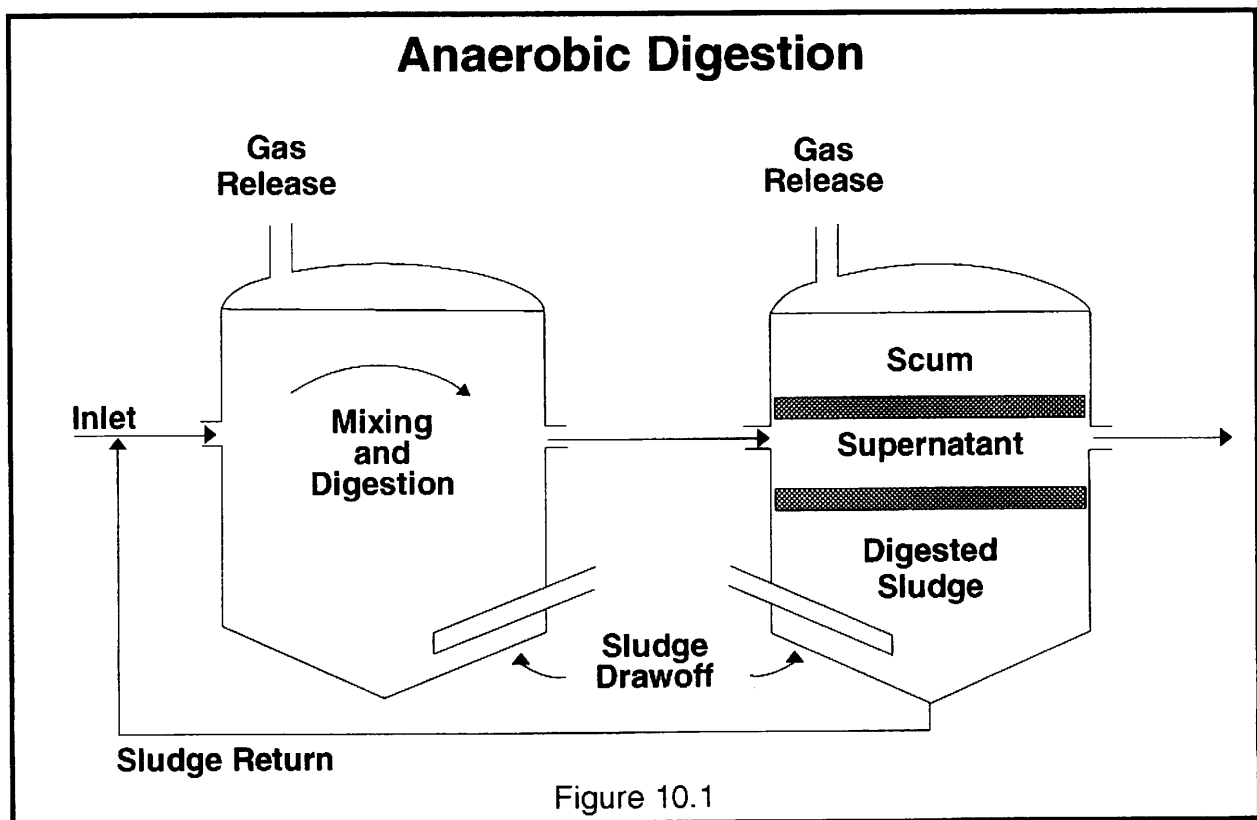 Anaerobic Digestion
Gas
Release
Gas
Release
Inlet
Mixing
and
Digestion
Scum
Supernatant
Digested
Sludge
Sludge
Drawoff
Sludge Return
Figure 10.1